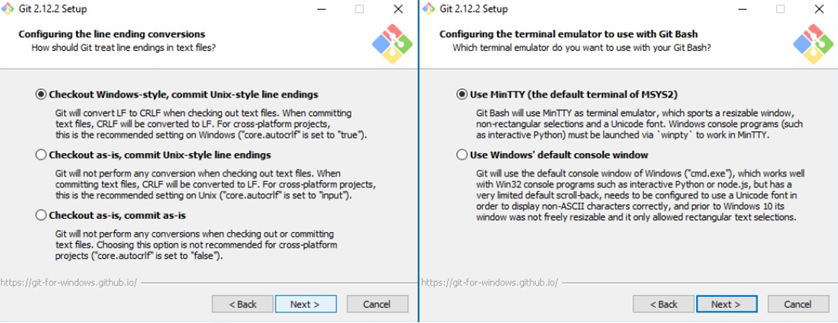 Git 2.12.2 Setup
Configuring the line ending conversions
How should Git treat line endings in text files?
Checkout Windows-style, commit Unix-style line endings
Git will convert LF to CRLF when checking out text files. When committing
text files, CRLF will be converted to LF. For cross-platform projects,
this is the recommended setting on Windows ("core.autocrlf" is set to "true").
Checkout as-is, commit Unix-style line endings
Git will not perform any conversion when checking out text files. When
committing text files, CRLF will be converted to LF. For cross-platform projects,
this is the recommended setting on Unix ("core.autocrlf" is set to "input").
Checkout as-is, commit as-is
Git will not perform any conversions when checking out or committing
text files. Choosing this option is not recommended for cross-platform
projects ("core.autocrlf" is set to "false").
https://git-for-windows.github.io/
< Back
Next >
Cancel
Git 2.12.2 Setup
Configuring the terminal emulator to use with Git Bash
Which terminal emulator do you want to use with your Git Bash?
Use MinTTY (the default terminal of MSYS2)
Git Bash will use MinTTY as terminal emulator, which sports a resizable window,
non-rectangular selections and a Unicode font. Windows console programs (such
as interactive Python) must be launched via `winpty` to work in MinTTY.
Use Windows' default console window
Git will use the default console window of Windows ("cmd.exe"), which works well
with Win32 console programs such as interactive Python or node.js, but has a
very limited default scroll-back, needs to be configured to use a Unicode font in
order to display non-ASCII characters correctly, and prior to Windows 10 its
window was not freely resizable and it only allowed rectangular text selections.
https://git-for-windows.github.io/
< Back
Next >
Cancel